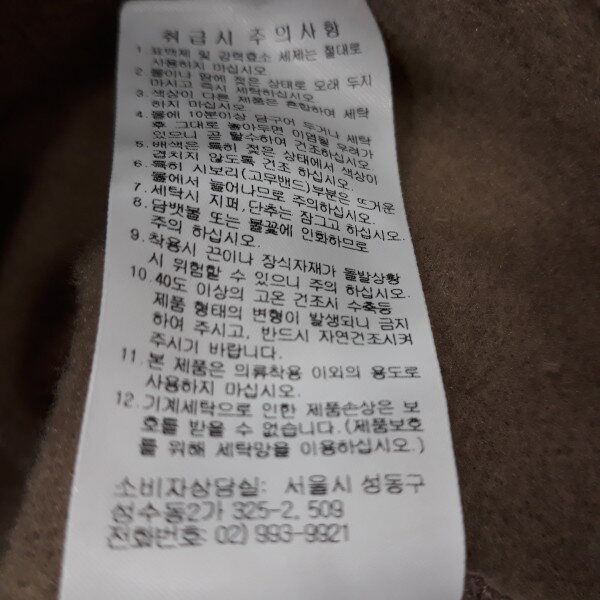 취급시 주의사항
1. 표백제 및 강력효소 세제는 절대로
사용하지 마십시오.
2. 물이나 땀에 젖은 상태로 오래 두지
마시고 즉시 세탁하십시오.
3. 색상이 다른 제품은 혼합하여 세탁
하지 마십시오.
4. 물에 10분이상 담구어 두거나 세탁
후 그대로 놓아두면 이염될 우려가
있으니 곧 탈수하여 건조하십시오.
5. 배색은 특히 젖은 상태에서 색상이
겹치지 않도록 건조 하십시오.
6. 특히 시보리(고무밴드)부분은 뜨거운
물에서 늘어나므로 주의하십시오.
7. 세탁시 지퍼,단추는 잠그고 하십시오.
8. 담뱃불 또는 불꽃에 인화하므로
주의 하십시오.
9. 착용시 끈이나 장식자재가 돌발상황
시 위험할 수 있으니 주의 하십시오.
10. 40도 이상의 고온 건조시 수축등
제품 형태의 변형이 발생되니 금지
하여 주시고, 반드시 자연건조시켜
주시기 바랍니다.
11. 본 제품은 의류착용 이외의 용도로
사용하지 마십시오.
12. 기계세탁으로 인한 제품손상은 보
호를 받을 수 없습니다.(제품보호
를 위해 세탁망을 이용하십시오.)
소비자상담실: 서울시 성동구
성수동2가 325-2, 509
전화번호: 02) 993-9921